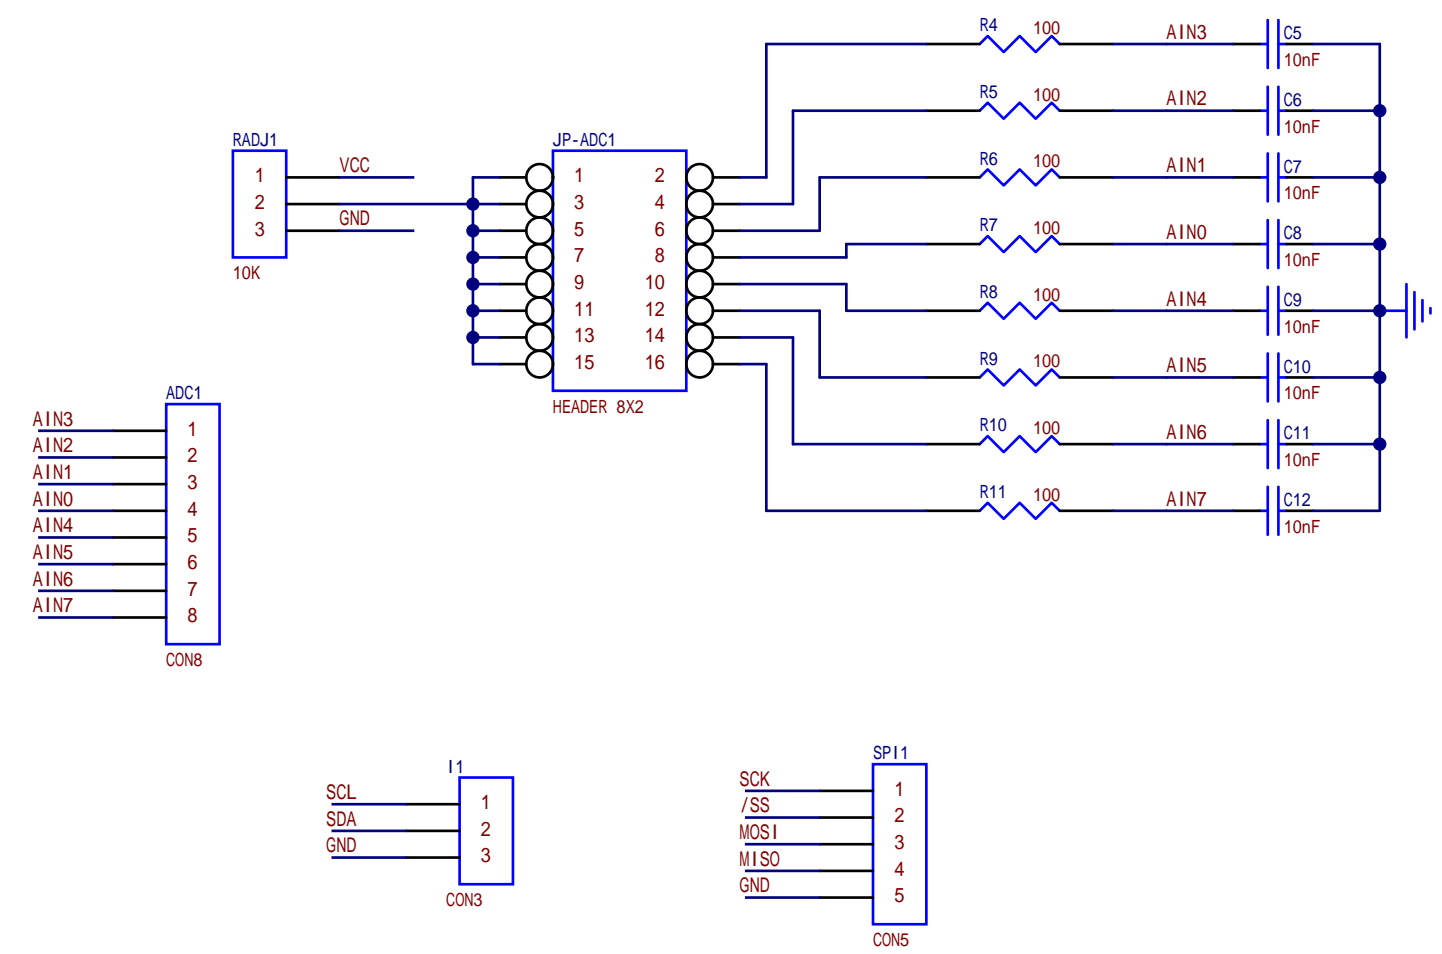 R4 100 AIN3 C5
10nF
R5 100 AIN2 C6
10nF
RADJ1
1 VCC
2
3 GND
10K
JP-ADC1
1 2
3 4
5 6
7 8
9 10
11 12
13 14
15 16
HEADER 8X2
R6 100 AIN1 C7
10nF
R7 100 AIN0 C8
10nF
R8 100 AIN4 C9
10nF
R9 100 AIN5 C10
10nF
R10 100 AIN6 C11
10nF
R11 100 AIN7 C12
10nF
ADC1
AIN3 1
AIN2 2
AIN1 3
AIN0 4
AIN4 5
AIN5 6
AIN6 7
AIN7 8
CON8
I1
SCL 1
SDA 2
GND 3
CON3
SPI1
SCK 1
/SS 2
MOSI 3
MISO 4
GND 5
CON5